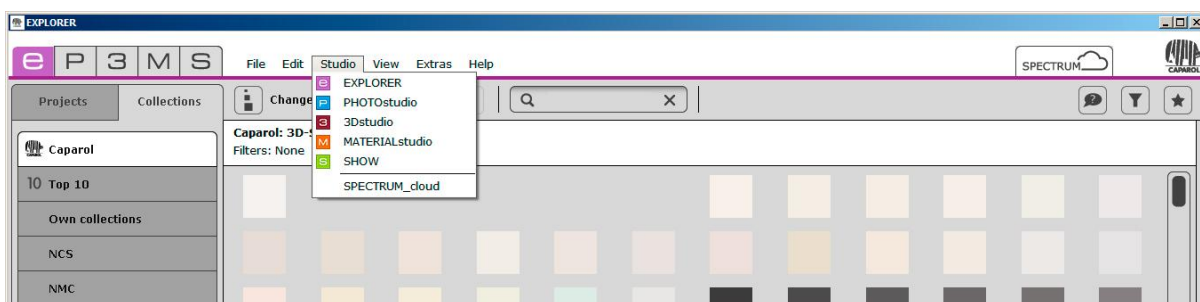 EXPLORER
e P 3 M S
File Edit Studio View Extras Help
SPECTRUM
CAPAROL
Projects Collections
Change
EXPLORER
PHOTOstudio
3Dstudio
MATERIALstudio
SHOW
SPECTRUM_cloud
Caparol: 3D-S
Filters: None
Caparol
10 Top 10
Own collections
NCS
NMC